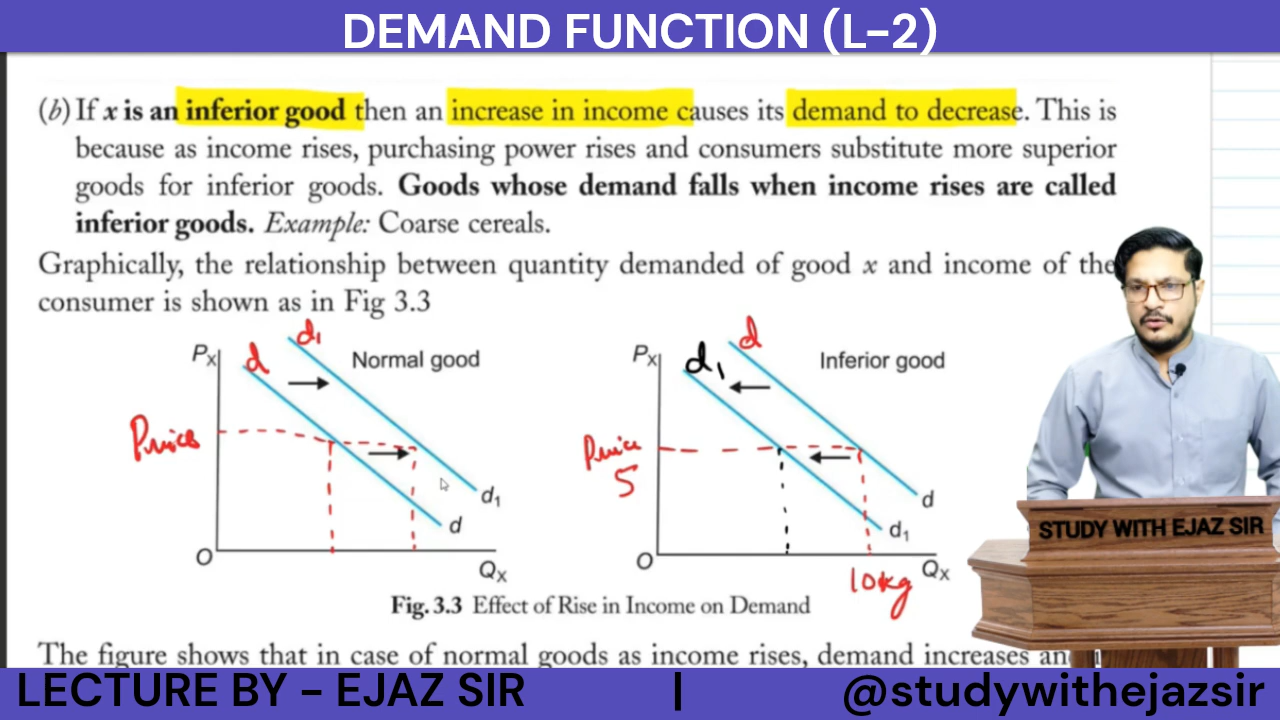 DEMAND FUNCTION (L-2)
(b) If x is an inferior good then an increase in income causes its demand to decrease. This is
because as income rises, purchasing power rises and consumers substitute more superior
goods for inferior goods. Goods whose demand falls when income rises are called
inferior goods. Example: Coarse cereals.
Graphically, the relationship between quantity demanded of good x and income of the
consumer is shown as in Fig 3.3
PX
d
d1
Normal good
Price
d1
d
O
QX
PX
d1
d
Inferior good
Price
5
d
d1
O
10kg
QX
Fig. 3.3 Effect of Rise in Income on Demand
The figure shows that in case of normal goods as income rises, demand increases
STUDY WITH EJAZ SIR
LECTURE BY - EJAZ SIR | @studywithejazsir